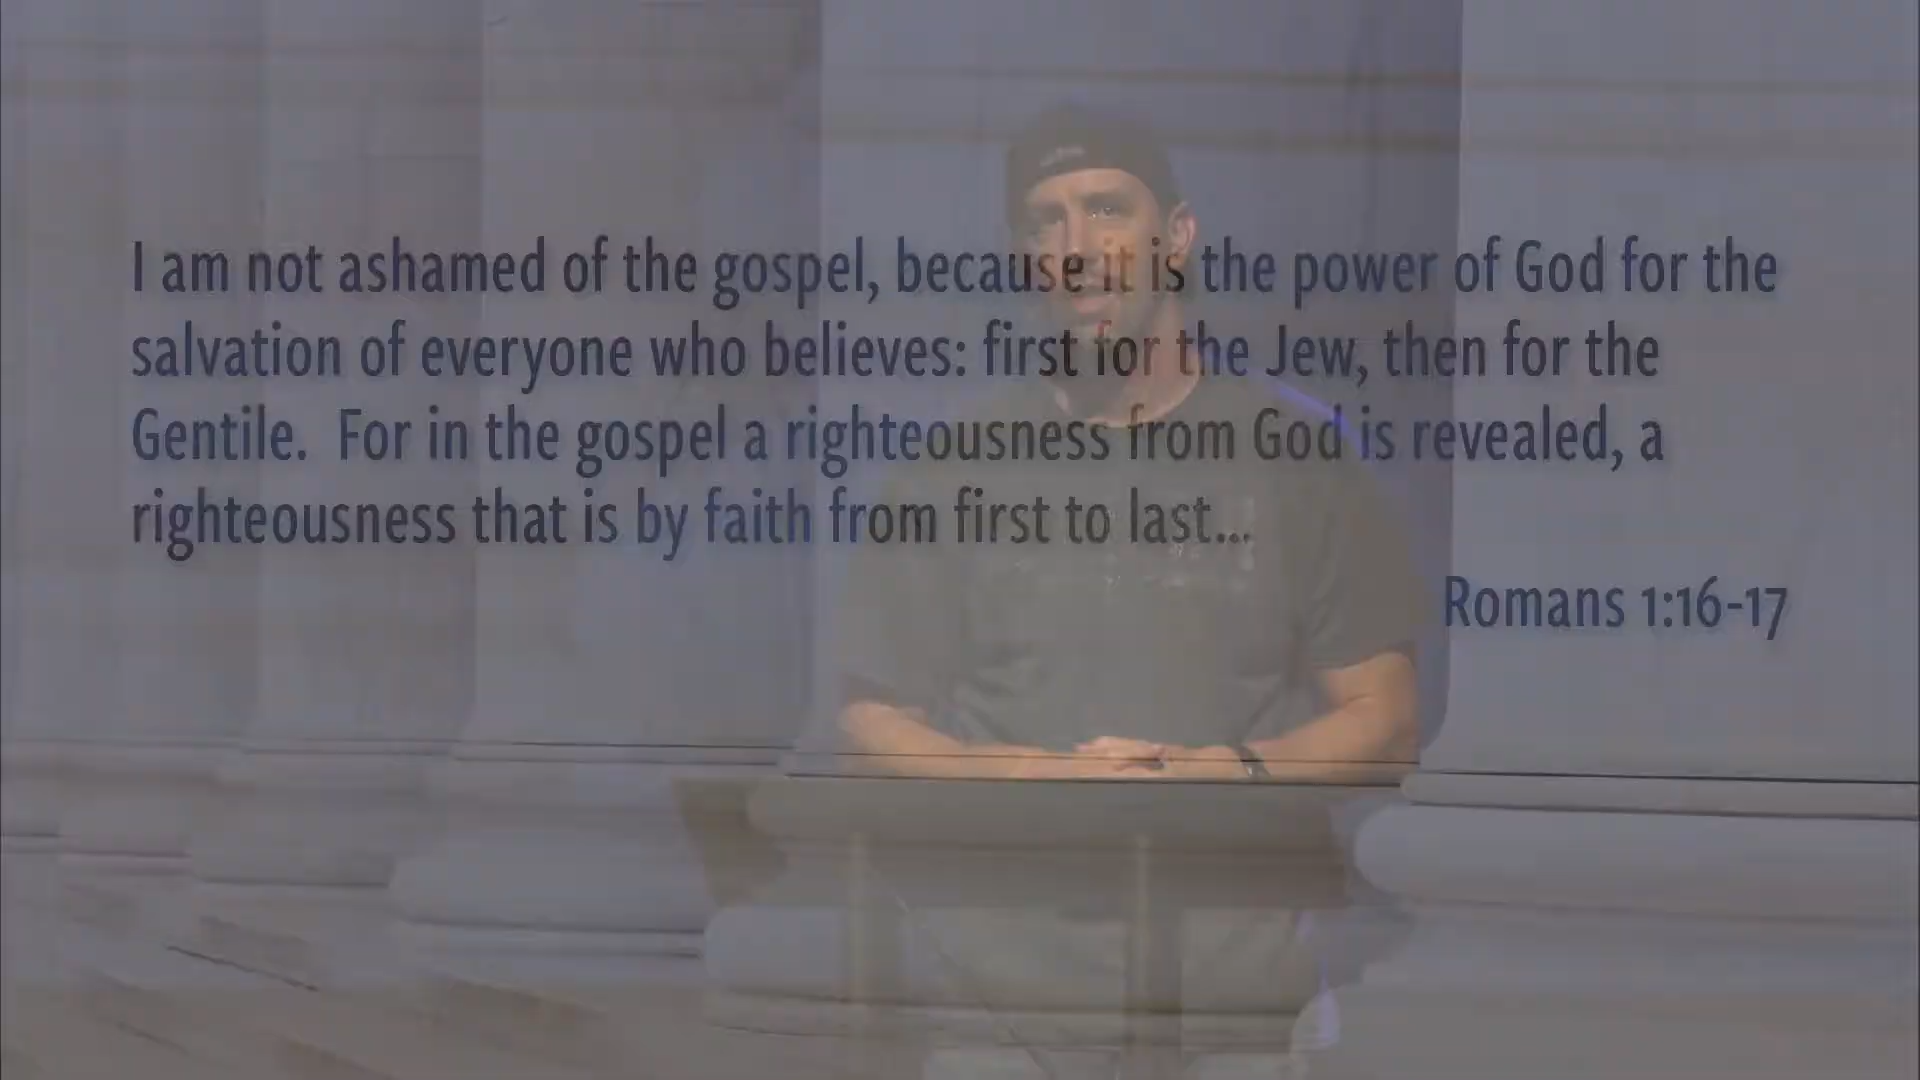 I am not ashamed of the gospel, because it is the power of God for the
salvation of everyone who believes: first for the Jew, then for the
Gentile.  For in the gospel a righteousness from God is revealed, a
righteousness that is by faith from first to last...
Romans 1:16-17